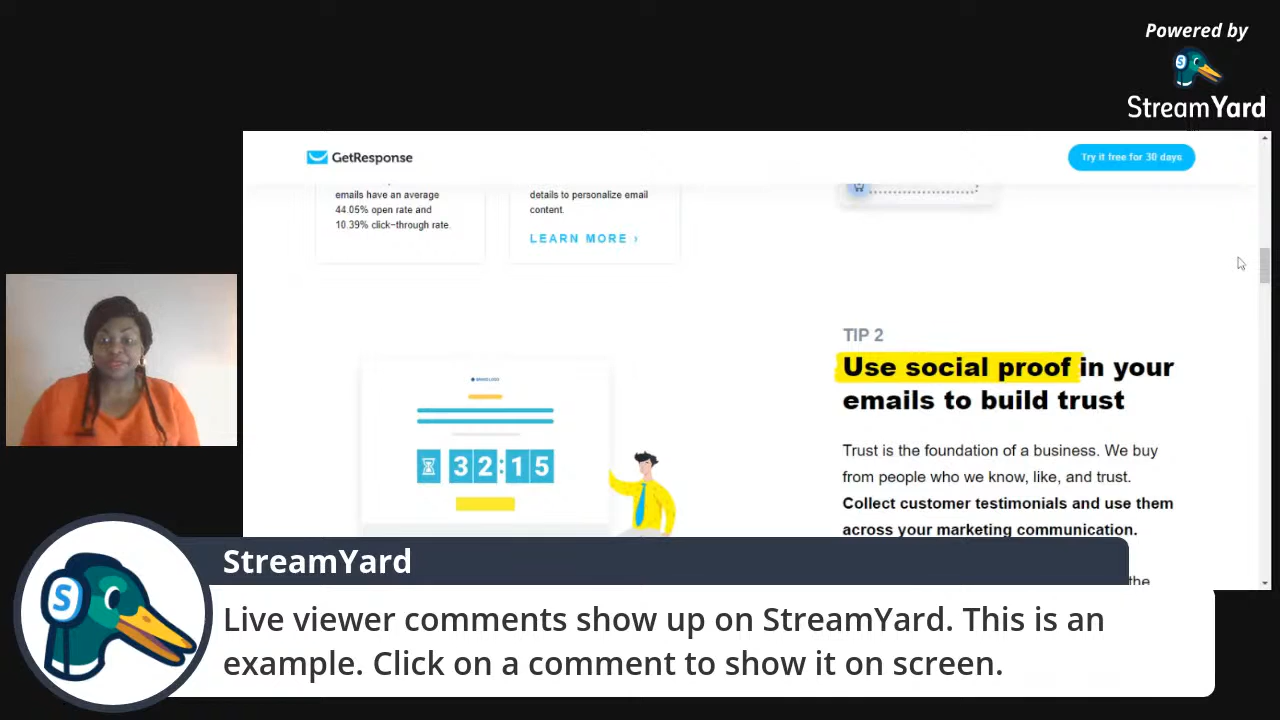 Powered by
StreamYard
GetResponse
Try it free for 30 days
emails have an average
44.05% open rate and
10.39% click-through rate.
details to personalize email
content.
LEARN MORE ›
BRAND LOGO
32:15
TIP 2
Use social proof in your
emails to build trust
Trust is the foundation of a business. We buy
from people who we know, like, and trust.
Collect customer testimonials and use them
across your marketing communication.
the
S
StreamYard
Live viewer comments show up on StreamYard. This is an
example. Click on a comment to show it on screen.